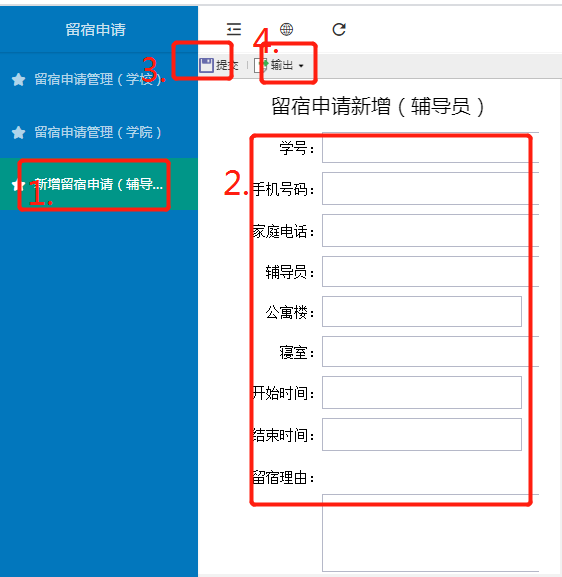 留宿申请
留宿申请管理（学校）
留宿申请管理（学院）
新增留宿申请（辅导...
1.
3.
提交
4.
输出
留宿申请新增（辅导员）
2.
学号：
手机号码：
家庭电话：
辅导员：
公寓楼：
寝室：
开始时间：
结束时间：
留宿理由：